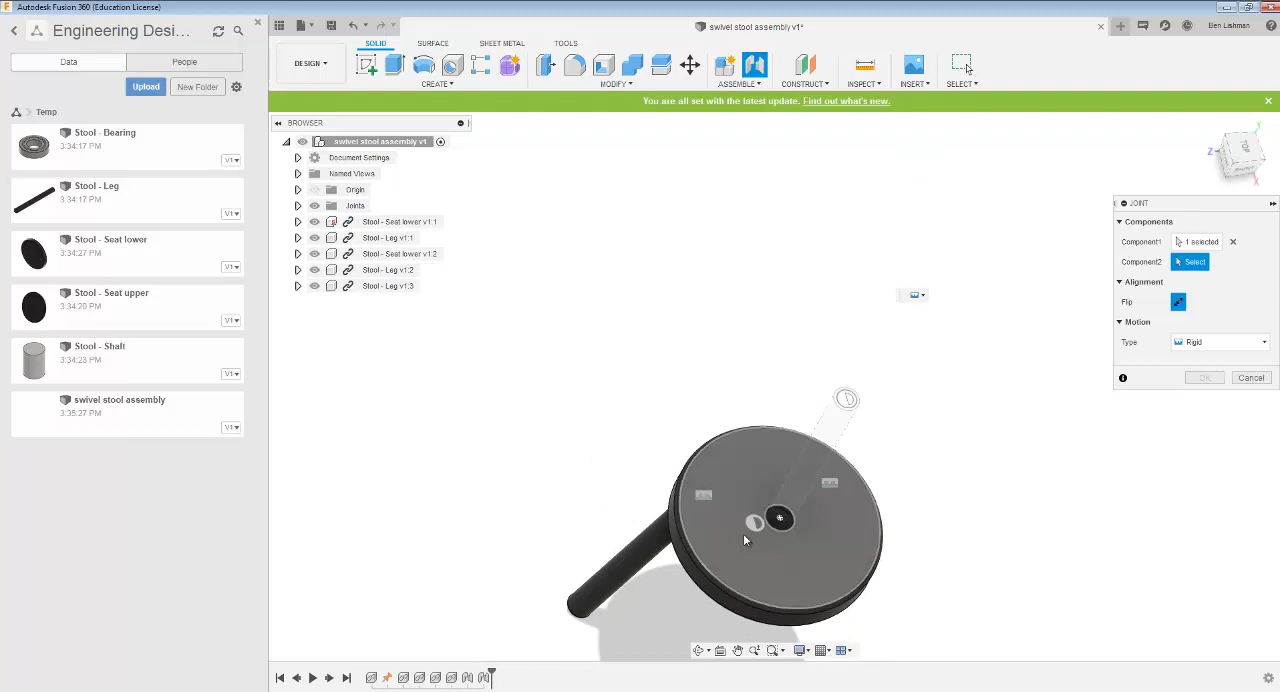 Autodesk Fusion 360 (Education License)
Engineering Desi...
Data People
Upload New Folder
Temp
Stool - Bearing
3:34:17 PM
V1
Stool - Leg
3:34:17 PM
V1
Stool - Seat lower
3:34:27 PM
V1
Stool - Seat upper
3:34:20 PM
V1
Stool - Shaft
3:34:23 PM
V1
swivel stool assembly
3:35:27 PM
V1
swivel stool assembly v1*
Ben Lishman
SOLID SURFACE SHEET METAL TOOLS
DESIGN
CREATE MODIFY ASSEMBLE CONSTRUCT INSPECT INSERT SELECT
You are all set with the latest update. Find out what's new.
BROWSER
swivel stool assembly v1
Document Settings
Named Views
Origin
Joints
Stool - Seat lower v1:1
Stool - Leg v1:1
Stool - Seat lower v1:2
Stool - Leg v1:2
Stool - Leg v1:3
Y
Z
TOP
X
JOINT
Components
Component1 1 selected
Component2 Select
Alignment
Flip
Motion
Type Rigid
OK Cancel